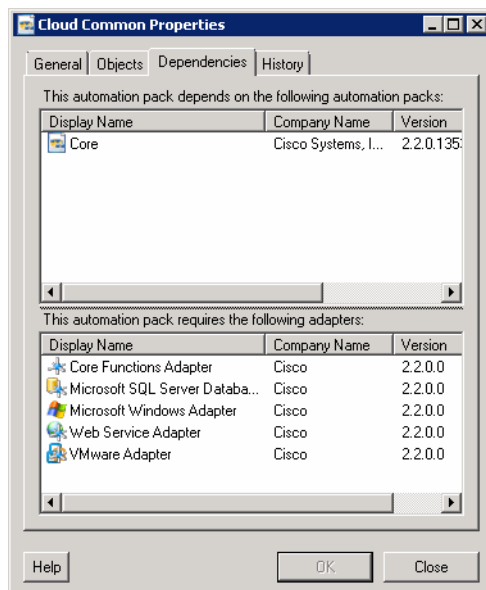 Cloud Common Properties
General Objects Dependencies History
This automation pack depends on the following automation packs:
Display Name Company Name Version
Core Cisco Systems, I... 2.2.0.135
This automation pack requires the following adapters:
Display Name Company Name Version
Core Functions Adapter Cisco 2.2.0.0
Microsoft SQL Server Databa... Cisco 2.2.0.0
Microsoft Windows Adapter Cisco 2.2.0.0
Web Service Adapter Cisco 2.2.0.0
VMware Adapter Cisco 2.2.0.0
Help OK Close